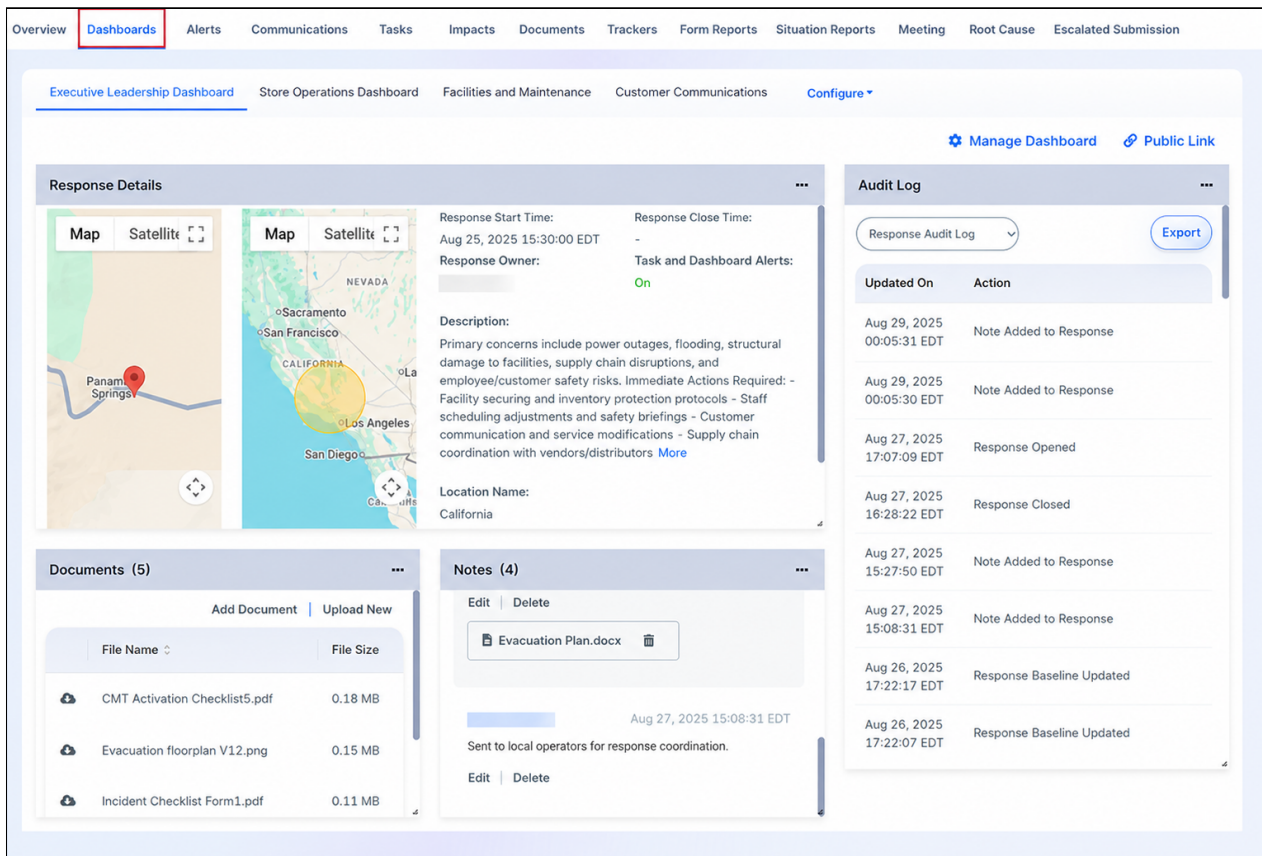 Overview Dashboards Alerts Communications Tasks Impacts Documents Trackers Form Reports Situation Reports Meeting Root Cause Escalated Submission
Executive Leadership Dashboard Store Operations Dashboard Facilities and Maintenance Customer Communications Configure
Manage Dashboard Public Link
Response Details
Map Satellite
Panama
Springs
Map Satellite
NEVADA
Sacramento
San Francisco
CALIFORNIA
Los Angeles
San Diego
Response Start Time: Response Close Time:
Aug 25, 2025 15:30:00 EDT -
Response Owner: Task and Dashboard Alerts:
On
Description:
Primary concerns include power outages, flooding, structural
damage to facilities, supply chain disruptions, and
employee/customer safety risks. Immediate Actions Required: -
Facility securing and inventory protection protocols - Staff
scheduling adjustments and safety briefings - Customer
communication and service modifications - Supply chain
coordination with vendors/distributors More
Location Name:
California
Audit Log
Response Audit Log Export
Updated On Action
Aug 29, 2025
00:05:31 EDT
Note Added to Response
Aug 29, 2025
00:05:30 EDT
Note Added to Response
Aug 27, 2025
17:07:09 EDT
Response Opened
Aug 27, 2025
16:28:22 EDT
Response Closed
Aug 27, 2025
15:27:50 EDT
Note Added to Response
Aug 27, 2025
15:08:31 EDT
Note Added to Response
Aug 26, 2025
17:22:17 EDT
Response Baseline Updated
Aug 26, 2025
17:22:07 EDT
Response Baseline Updated
Documents (5)
Add Document | Upload New
File Name File Size
CMT Activation Checklist5.pdf 0.18 MB
Evacuation floorplan V12.png 0.15 MB
Incident Checklist Form1.pdf 0.11 MB
Notes (4)
Edit | Delete
Evacuation Plan.docx
Aug 27, 2025 15:08:31 EDT
Sent to local operators for response coordination.
Edit | Delete